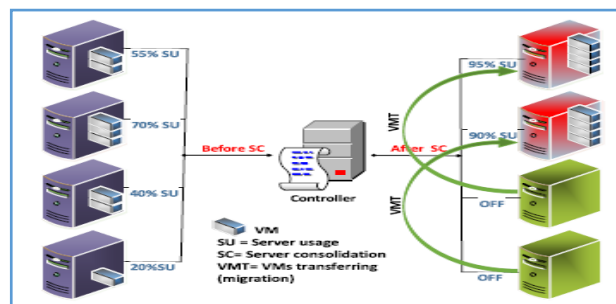 55% SU
70% SU
40% SU
20%SU
Before SC
Controller
VM
SU = Server usage
SC= Server consolidation
VMT= VMs transferring
(migration)
After SC
95% SU
90% SU
OFF
OFF
VMT
VMT